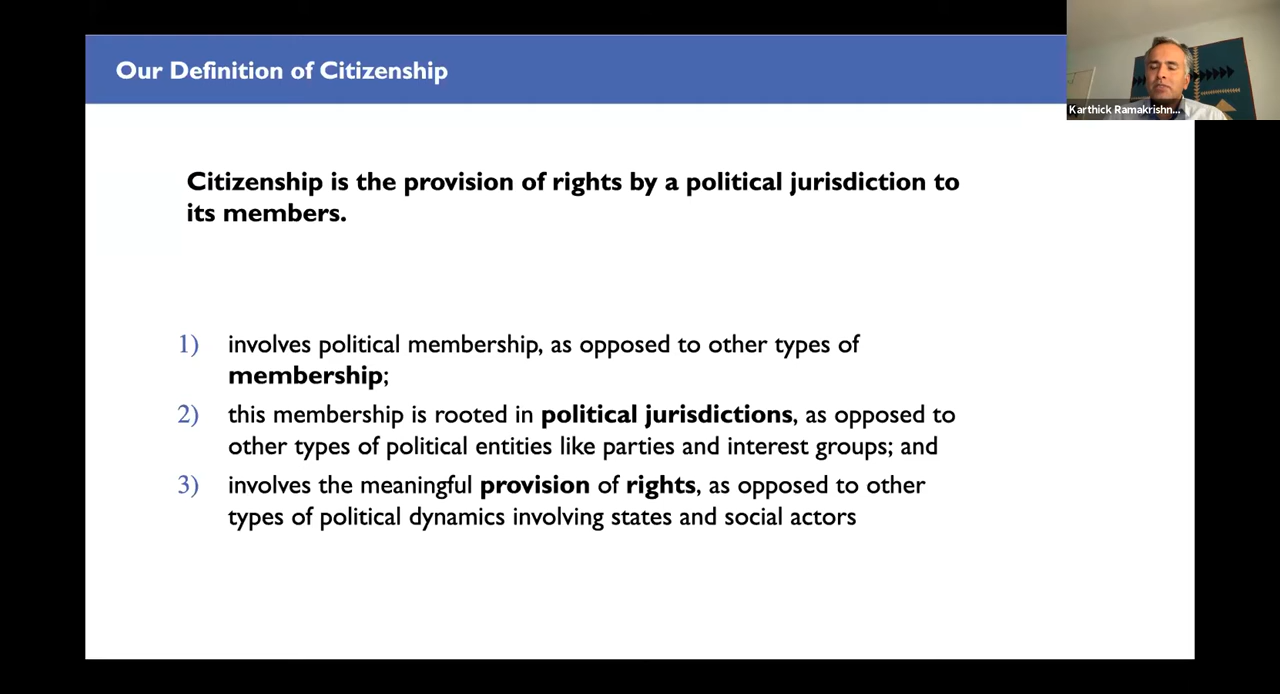 Our Definition of Citizenship
Karthick Ramakrishn...
Citizenship is the provision of rights by a political jurisdiction to
its members.
1) involves political membership, as opposed to other types of
membership;
2) this membership is rooted in political jurisdictions, as opposed to
other types of political entities like parties and interest groups; and
3) involves the meaningful provision of rights, as opposed to other
types of political dynamics involving states and social actors